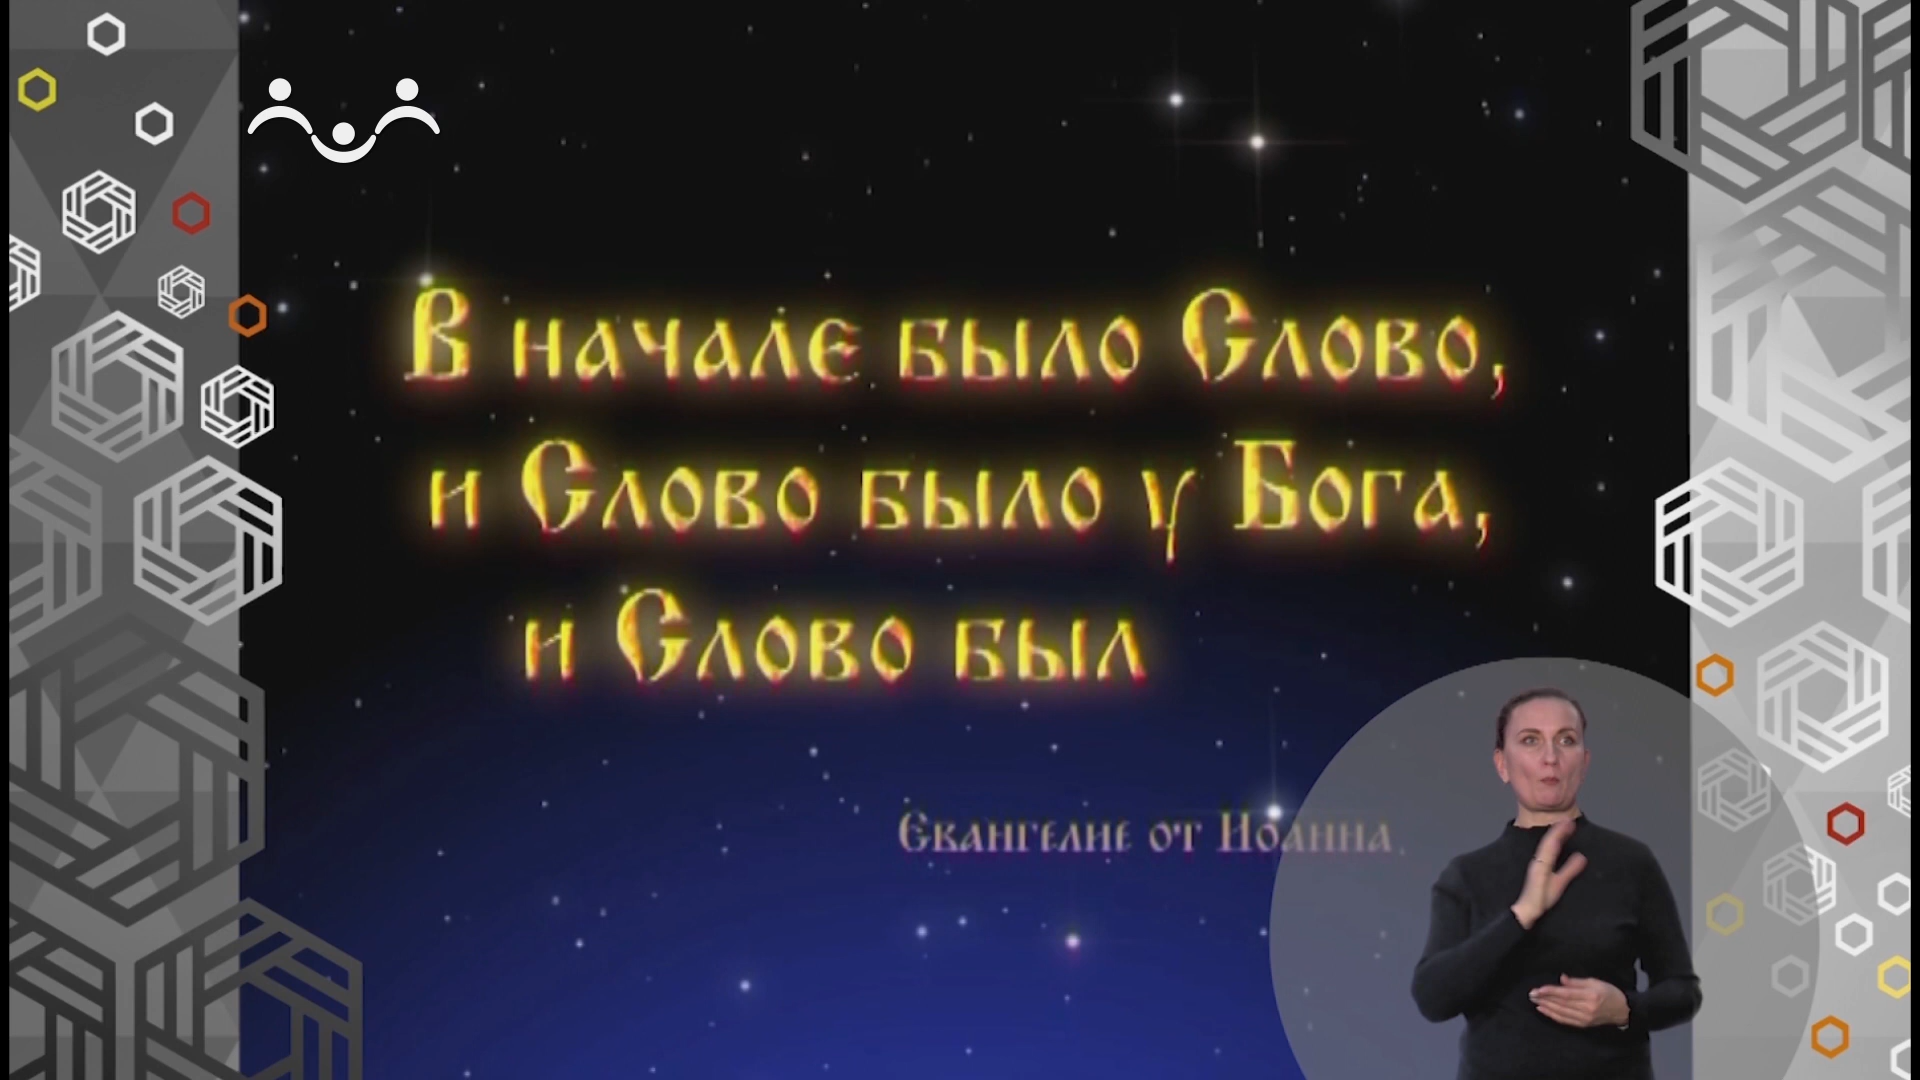 В начале было Слово,
и Слово было у Бога,
и Слово был
Евангелие от Иоанна